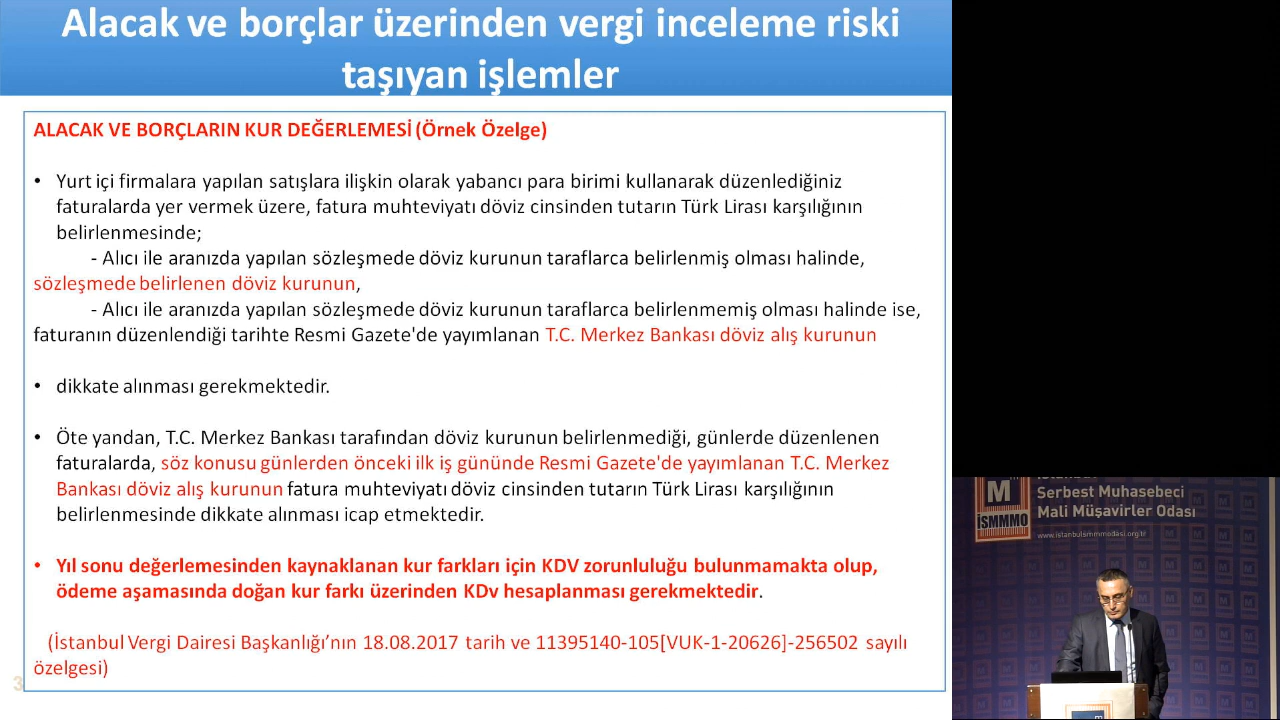 Alacak ve borçlar üzerinden vergi inceleme riski
taşıyan işlemler
ALACAK VE BORÇLARIN KUR DEĞERLEMESİ (Örnek Özelge)
• Yurt içi firmalara yapılan satışlara ilişkin olarak yabancı para birimi kullanarak düzenlediğiniz
faturalarda yer vermek üzere, fatura muhteviyatı döviz cinsinden tutarın Türk Lirası karşılığının
belirlenmesinde;
- Alıcı ile aranızda yapılan sözleşmede döviz kurunun taraflarca belirlenmiş olması halinde,
sözleşmede belirlenen döviz kurunun,
- Alıcı ile aranızda yapılan sözleşmede döviz kurunun taraflarca belirlenmemiş olması halinde ise,
faturanın düzenlendiği tarihte Resmi Gazete'de yayımlanan T.C. Merkez Bankası döviz alış kurunun
• dikkate alınması gerekmektedir.
• Öte yandan, T.C. Merkez Bankası tarafından döviz kurunun belirlenmediği, günlerde düzenlenen
faturalarda, söz konusu günlerden önceki ilk iş gününde Resmi Gazete'de yayımlanan T.C. Merkez
Bankası döviz alış kurunun fatura muhteviyatı döviz cinsinden tutarın Türk Lirası karşılığının
belirlenmesinde dikkate alınması icap etmektedir.
• Yıl sonu değerlemesinden kaynaklanan kur farkları için KDV zorunluluğu bulunmamakta olup,
ödeme aşamasında doğan kur farkı üzerinden KDv hesaplanması gerekmektedir.
(İstanbul Vergi Dairesi Başkanlığı’nın 18.08.2017 tarih ve 11395140-105[VUK-1-20626]-256502 sayılı
özelgesi)
3
M
İSMMMO
Serbest Muhasebeci
Mali Müşavirler Odası
www.istanbulsmmmodasi.org.tr